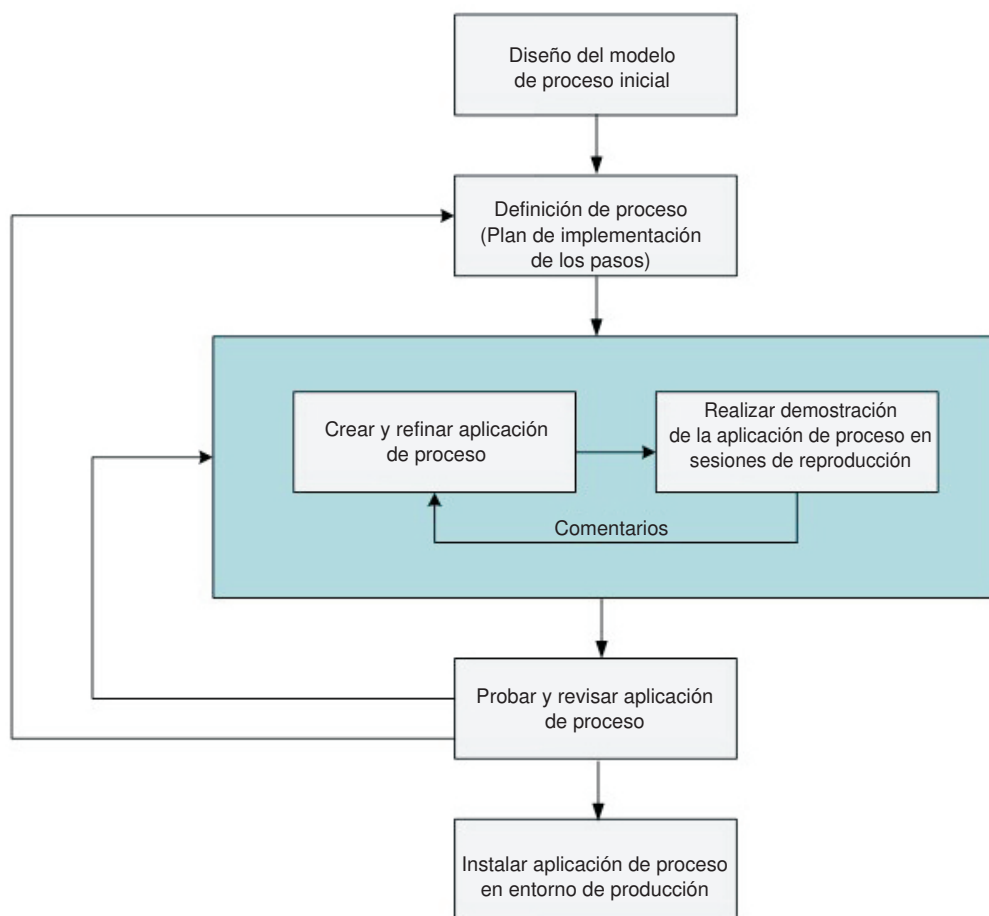 Diseño del modelo
de proceso inicial
Definición de proceso
(Plan de implementación
de los pasos)
Crear y refinar aplicación
de proceso
Realizar demostración
de la aplicación de proceso en
sesiones de reproducción
Comentarios
Probar y revisar aplicación
de proceso
Instalar aplicación de proceso
en entorno de producción